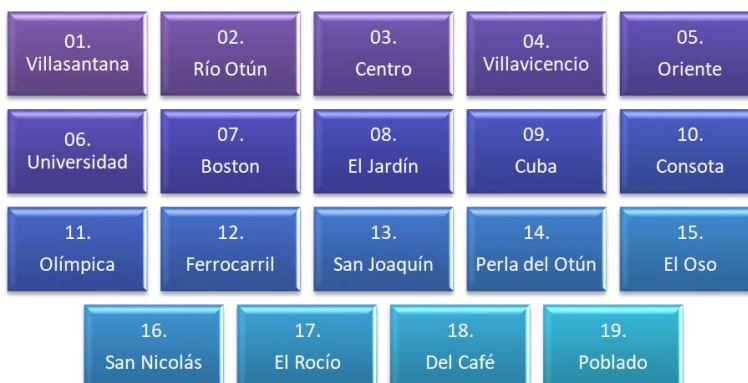 01.
Villasantana
02.
Río Otún
03.
Centro
04.
Villavicencio
05.
Oriente
06.
Universidad
07.
Boston
08.
El Jardín
09.
Cuba
10.
Consota
11.
Olímpica
12.
Ferrocarril
13.
San Joaquín
14.
Perla del Otún
15.
El Oso
16.
San Nicolás
17.
El Rocío
18.
Del Café
19.
Poblado